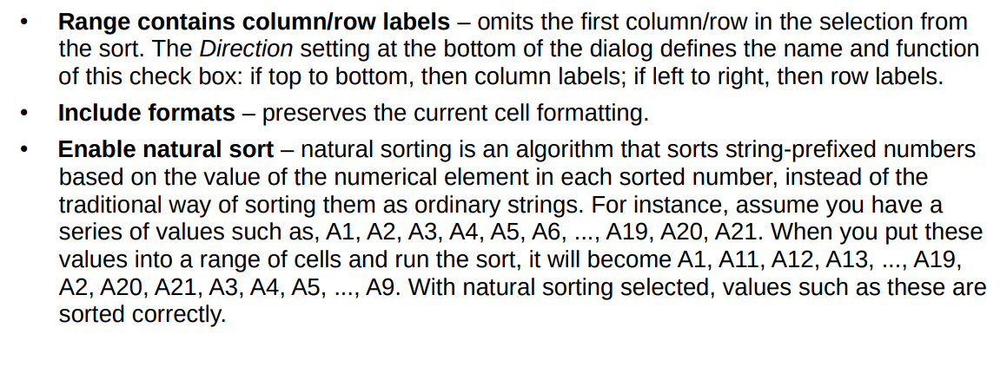 • Range contains column/row labels – omits the first column/row in the selection from
the sort. The Direction setting at the bottom of the dialog defines the name and function
of this check box: if top to bottom, then column labels; if left to right, then row labels.
• Include formats – preserves the current cell formatting.
• Enable natural sort – natural sorting is an algorithm that sorts string-prefixed numbers
based on the value of the numerical element in each sorted number, instead of the
traditional way of sorting them as ordinary strings. For instance, assume you have a
series of values such as, A1, A2, A3, A4, A5, A6, ..., A19, A20, A21. When you put these
values into a range of cells and run the sort, it will become A1, A11, A12, A13, ..., A19,
A2, A20, A21, A3, A4, A5, ..., A9. With natural sorting selected, values such as these are
sorted correctly.